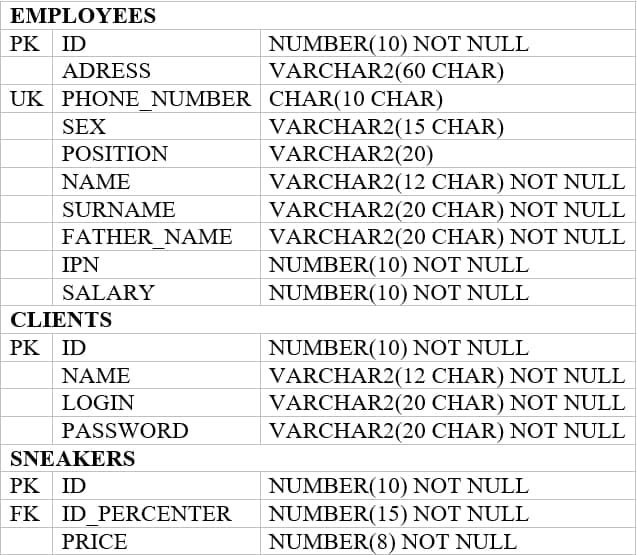 EMPLOYEES
PK ID NUMBER(10) NOT NULL
ADRESS VARCHAR2(60 CHAR)
UK PHONE_NUMBER CHAR(10 CHAR)
SEX VARCHAR2(15 CHAR)
POSITION VARCHAR2(20)
NAME VARCHAR2(12 CHAR) NOT NULL
SURNAME VARCHAR2(20 CHAR) NOT NULL
FATHER_NAME VARCHAR2(20 CHAR) NOT NULL
IPN NUMBER(10) NOT NULL
SALARY NUMBER(10) NOT NULL
CLIENTS
PK ID NUMBER(10) NOT NULL
NAME VARCHAR2(12 CHAR) NOT NULL
LOGIN VARCHAR2(20 CHAR) NOT NULL
PASSWORD VARCHAR2(20 CHAR) NOT NULL
SNEAKERS
PK ID NUMBER(10) NOT NULL
FK ID_PERCENTER NUMBER(15) NOT NULL
PRICE NUMBER(8) NOT NULL